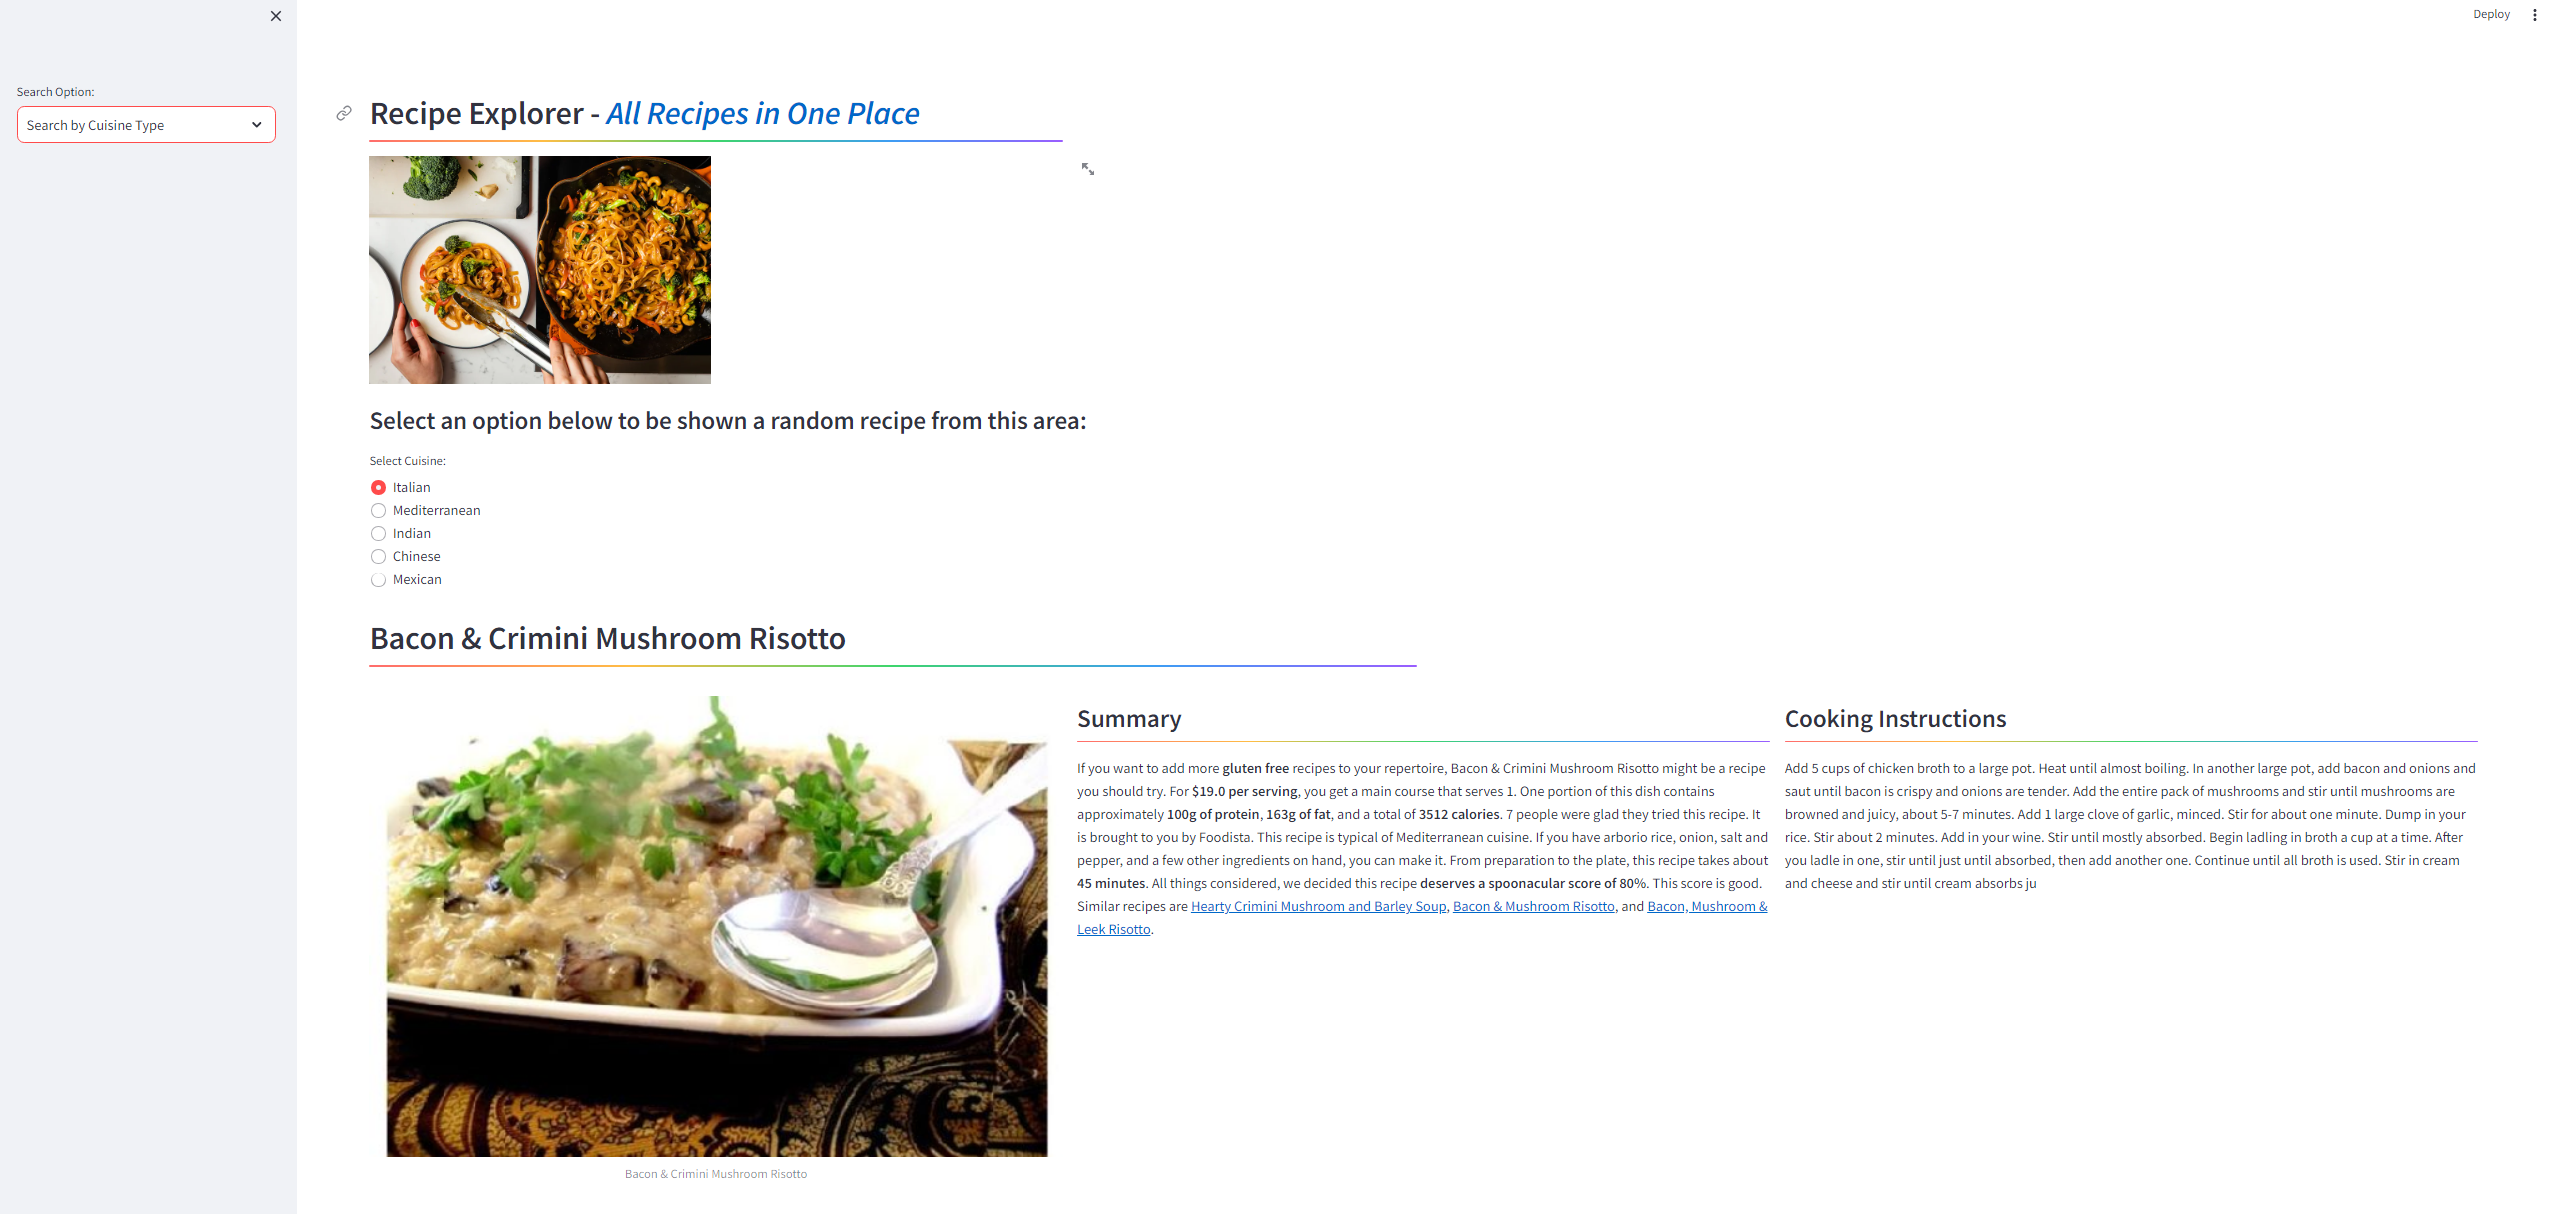 Deploy
Search Option:
Search by Cuisine Type
Recipe Explorer - All Recipes in One Place
Select an option below to be shown a random recipe from this area:
Select Cuisine:
Italian
Mediterranean
Indian
Chinese
Mexican
Bacon & Crimini Mushroom Risotto
Summary
If you want to add more gluten free recipes to your repertoire, Bacon & Crimini Mushroom Risotto might be a recipe
you should try. For $19.0 per serving, you get a main course that serves 1. One portion of this dish contains
approximately 100g of protein, 163g of fat, and a total of 3512 calories. 7 people were glad they tried this recipe. It
is brought to you by Foodista. This recipe is typical of Mediterranean cuisine. If you have arborio rice, onion, salt and
pepper, and a few other ingredients on hand, you can make it. From preparation to the plate, this recipe takes about
45 minutes. All things considered, we decided this recipe deserves a spoonacular score of 80%. This score is good.
Similar recipes are Hearty Crimini Mushroom and Barley Soup, Bacon & Mushroom Risotto, and Bacon, Mushroom &
Leek Risotto.
Cooking Instructions
Add 5 cups of chicken broth to a large pot. Heat until almost boiling. In another large pot, add bacon and onions and
saut until bacon is crispy and onions are tender. Add the entire pack of mushrooms and stir until mushrooms are
browned and juicy, about 5-7 minutes. Add 1 large clove of garlic, minced. Stir for about one minute. Dump in your
rice. Stir about 2 minutes. Add in your wine. Stir until mostly absorbed. Begin ladling in broth a cup at a time. After
you ladle in one, stir until just until absorbed, then add another one. Continue until all broth is used. Stir in cream
and cheese and stir until cream absorbs ju
Bacon & Crimini Mushroom Risotto